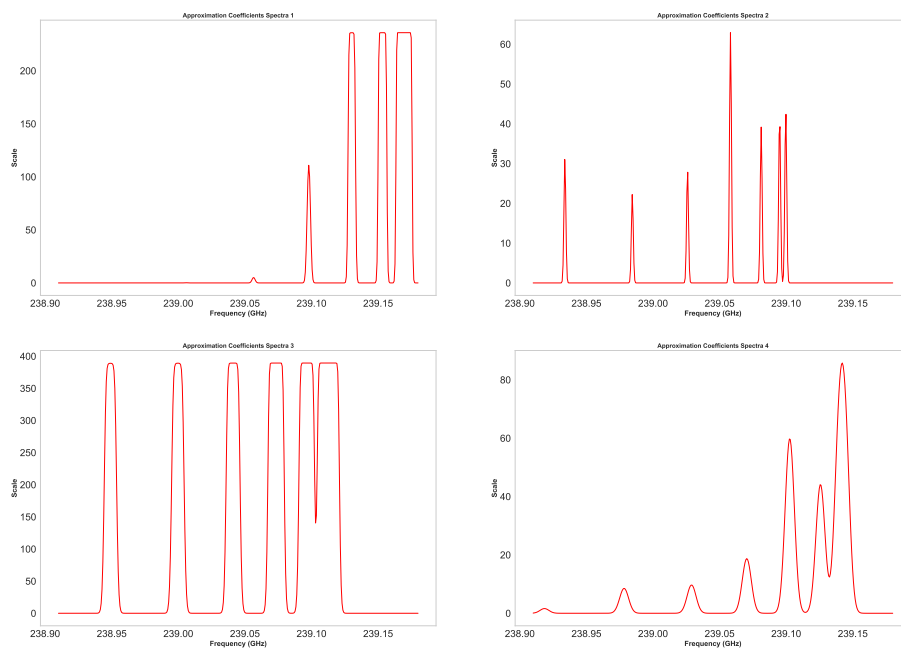 Approximation Coefficients Spectra 1
200
150
100
50
0
Scale
238.90 238.95 239.00 239.05 239.10 239.15
Frequency (GHz)
Approximation Coefficients Spectra 2
60
50
40
30
20
10
0
Scale
238.90 238.95 239.00 239.05 239.10 239.15
Frequency (GHz)
Approximation Coefficients Spectra 3
400
350
300
250
200
150
100
50
0
Scale
238.90 238.95 239.00 239.05 239.10 239.15
Frequency (GHz)
Approximation Coefficients Spectra 4
80
60
40
20
0
Scale
238.90 238.95 239.00 239.05 239.10 239.15
Frequency (GHz)